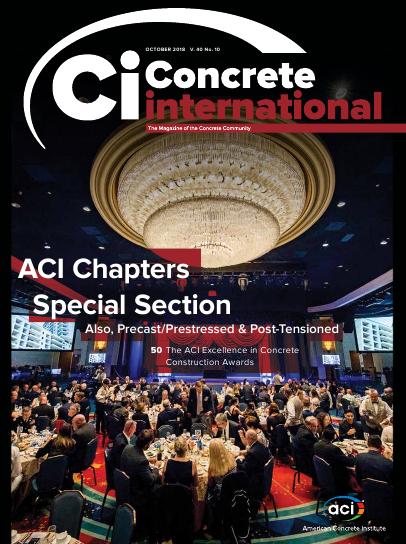 OCTOBER 2018 V. 40 No. 10
Ci Concrete
international
The Magazine of the Concrete Community
ACI Chapters
Special Section
Also, Precast/Prestressed & Post-Tensioned
50 The ACI Excellence in Concrete
Construction Awards
aci
American Concrete Institute